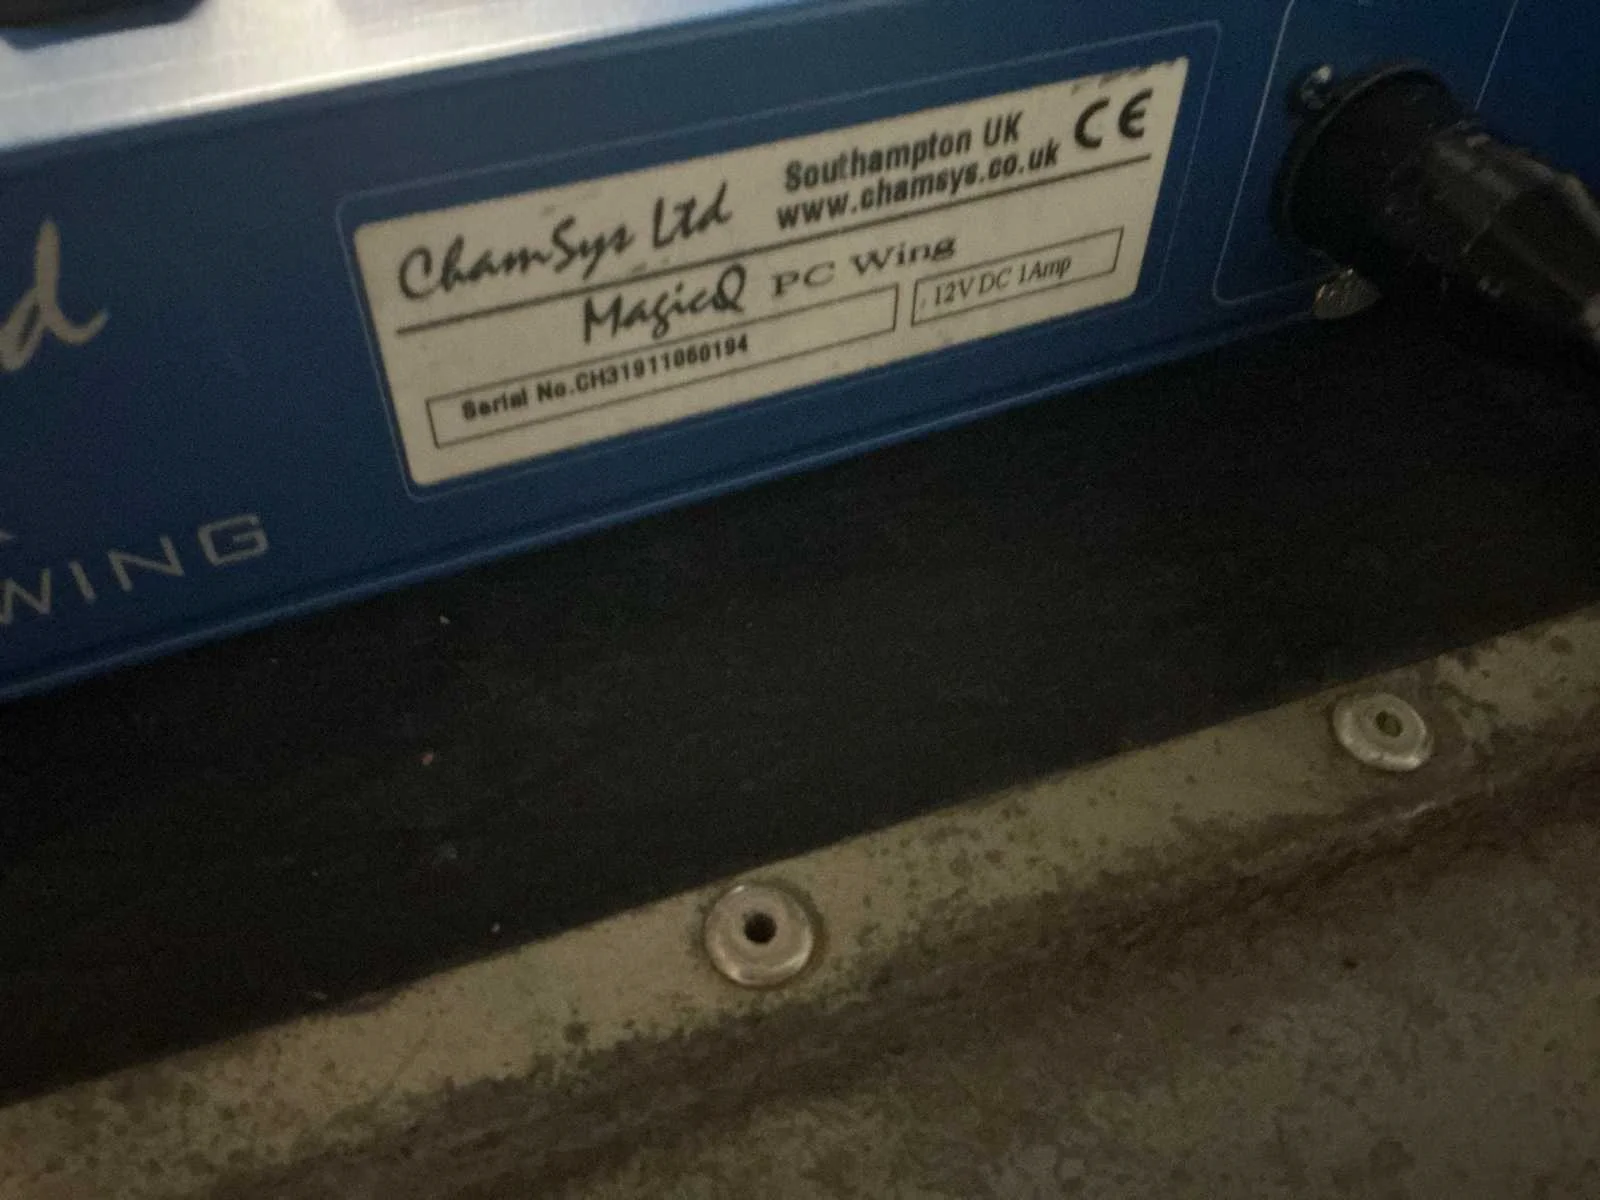 ChamSys Ltd
Southampton UK
www.chamsys.co.uk
CE
MagicQ PC Wing
Serial No.CH31911060194
12V DC 1Amp
d
WING